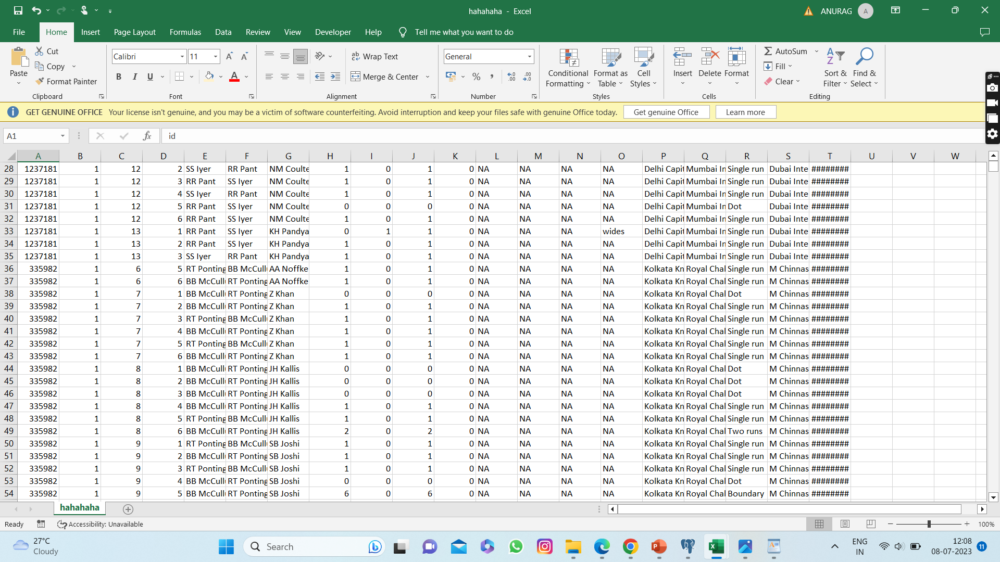 hahahaha - Excel
ANURAG A
File Home Insert Page Layout Formulas Data Review View Developer Help Tell me what you want to do
Paste
Cut
Copy
Format Painter
Clipboard
Calibri 11
B I U
Font
Wrap Text
Merge & Center
Alignment
General
Number
Conditional Formatting
Format as Table
Cell Styles
Styles
Insert Delete Format
Cells
AutoSum
Fill
Clear
Sort & Filter
Find & Select
Editing
GET GENUINE OFFICE Your license isn't genuine, and you may be a victim of software counterfeiting. Avoid interruption and keep your files safe with genuine Office today. Get genuine Office Learn more
A1 fx id
A B C D E F G H I J K L M N O P Q R S T U V W
28 1237181 1 12 2 SS Iyer RR Pant NM Coulte 1 0 1 0 NA NA NA NA Delhi Capit Mumbai In Single run Dubai Inte ########
29 1237181 1 12 3 RR Pant SS Iyer NM Coulte 1 0 1 0 NA NA NA NA Delhi Capit Mumbai In Single run Dubai Inte ########
30 1237181 1 12 4 SS Iyer RR Pant NM Coulte 1 0 1 0 NA NA NA NA Delhi Capit Mumbai In Single run Dubai Inte ########
31 1237181 1 12 5 RR Pant SS Iyer NM Coulte 0 0 0 0 NA NA NA NA Delhi Capit Mumbai In Dot Dubai Inte ########
32 1237181 1 12 6 RR Pant SS Iyer NM Coulte 1 0 1 0 NA NA NA NA Delhi Capit Mumbai In Single run Dubai Inte ########
33 1237181 1 13 1 RR Pant SS Iyer KH Pandya 0 1 1 0 NA NA NA wides Delhi Capit Mumbai In Single run Dubai Inte ########
34 1237181 1 13 2 RR Pant SS Iyer KH Pandya 1 0 1 0 NA NA NA NA Delhi Capit Mumbai In Single run Dubai Inte ########
35 1237181 1 13 3 SS Iyer RR Pant KH Pandya 1 0 1 0 NA NA NA NA Delhi Capit Mumbai In Single run Dubai Inte ########
36 335982 1 6 5 RT Ponting BB McCull AA Noffke 1 0 1 0 NA NA NA NA Kolkata Kn Royal Chal Single run M Chinnas ########
37 335982 1 6 6 BB McCull RT Ponting AA Noffke 1 0 1 0 NA NA NA NA Kolkata Kn Royal Chal Single run M Chinnas ########
38 335982 1 7 1 BB McCull RT Ponting Z Khan 0 0 0 0 NA NA NA NA Kolkata Kn Royal Chal Dot M Chinnas ########
39 335982 1 7 2 BB McCull RT Ponting Z Khan 1 0 1 0 NA NA NA NA Kolkata Kn Royal Chal Single run M Chinnas ########
40 335982 1 7 3 RT Ponting BB McCull Z Khan 1 0 1 0 NA NA NA NA Kolkata Kn Royal Chal Single run M Chinnas ########
41 335982 1 7 4 BB McCull RT Ponting Z Khan 1 0 1 0 NA NA NA NA Kolkata Kn Royal Chal Single run M Chinnas ########
42 335982 1 7 5 RT Ponting BB McCull Z Khan 1 0 1 0 NA NA NA NA Kolkata Kn Royal Chal Single run M Chinnas ########
43 335982 1 7 6 BB McCull RT Ponting Z Khan 1 0 1 0 NA NA NA NA Kolkata Kn Royal Chal Single run M Chinnas ########
44 335982 1 8 1 BB McCull RT Ponting JH Kallis 0 0 0 0 NA NA NA NA Kolkata Kn Royal Chal Dot M Chinnas ########
45 335982 1 8 2 BB McCull RT Ponting JH Kallis 0 0 0 0 NA NA NA NA Kolkata Kn Royal Chal Dot M Chinnas ########
46 335982 1 8 3 BB McCull RT Ponting JH Kallis 0 0 0 0 NA NA NA NA Kolkata Kn Royal Chal Dot M Chinnas ########
47 335982 1 8 4 BB McCull RT Ponting JH Kallis 1 0 1 0 NA NA NA NA Kolkata Kn Royal Chal Single run M Chinnas ########
48 335982 1 8 5 RT Ponting BB McCull JH Kallis 1 0 1 0 NA NA NA NA Kolkata Kn Royal Chal Single run M Chinnas ########
49 335982 1 8 6 BB McCull RT Ponting JH Kallis 2 0 2 0 NA NA NA NA Kolkata Kn Royal Chal Two runs M Chinnas ########
50 335982 1 9 1 RT Ponting BB McCull SB Joshi 1 0 1 0 NA NA NA NA Kolkata Kn Royal Chal Single run M Chinnas ########
51 335982 1 9 2 BB McCull RT Ponting SB Joshi 1 0 1 0 NA NA NA NA Kolkata Kn Royal Chal Single run M Chinnas ########
52 335982 1 9 3 RT Ponting BB McCull SB Joshi 1 0 1 0 NA NA NA NA Kolkata Kn Royal Chal Single run M Chinnas ########
53 335982 1 9 4 BB McCull RT Ponting SB Joshi 0 0 0 0 NA NA NA NA Kolkata Kn Royal Chal Dot M Chinnas ########
54 335982 1 9 5 BB McCull RT Ponting SB Joshi 6 0 6 0 NA NA NA NA Kolkata Kn Royal Chal Boundary M Chinnas ########
hahahaha
Ready Accessibility: Unavailable 100%
27°C
Cloudy
Search
ENG
IN
12:08
08-07-2023
11